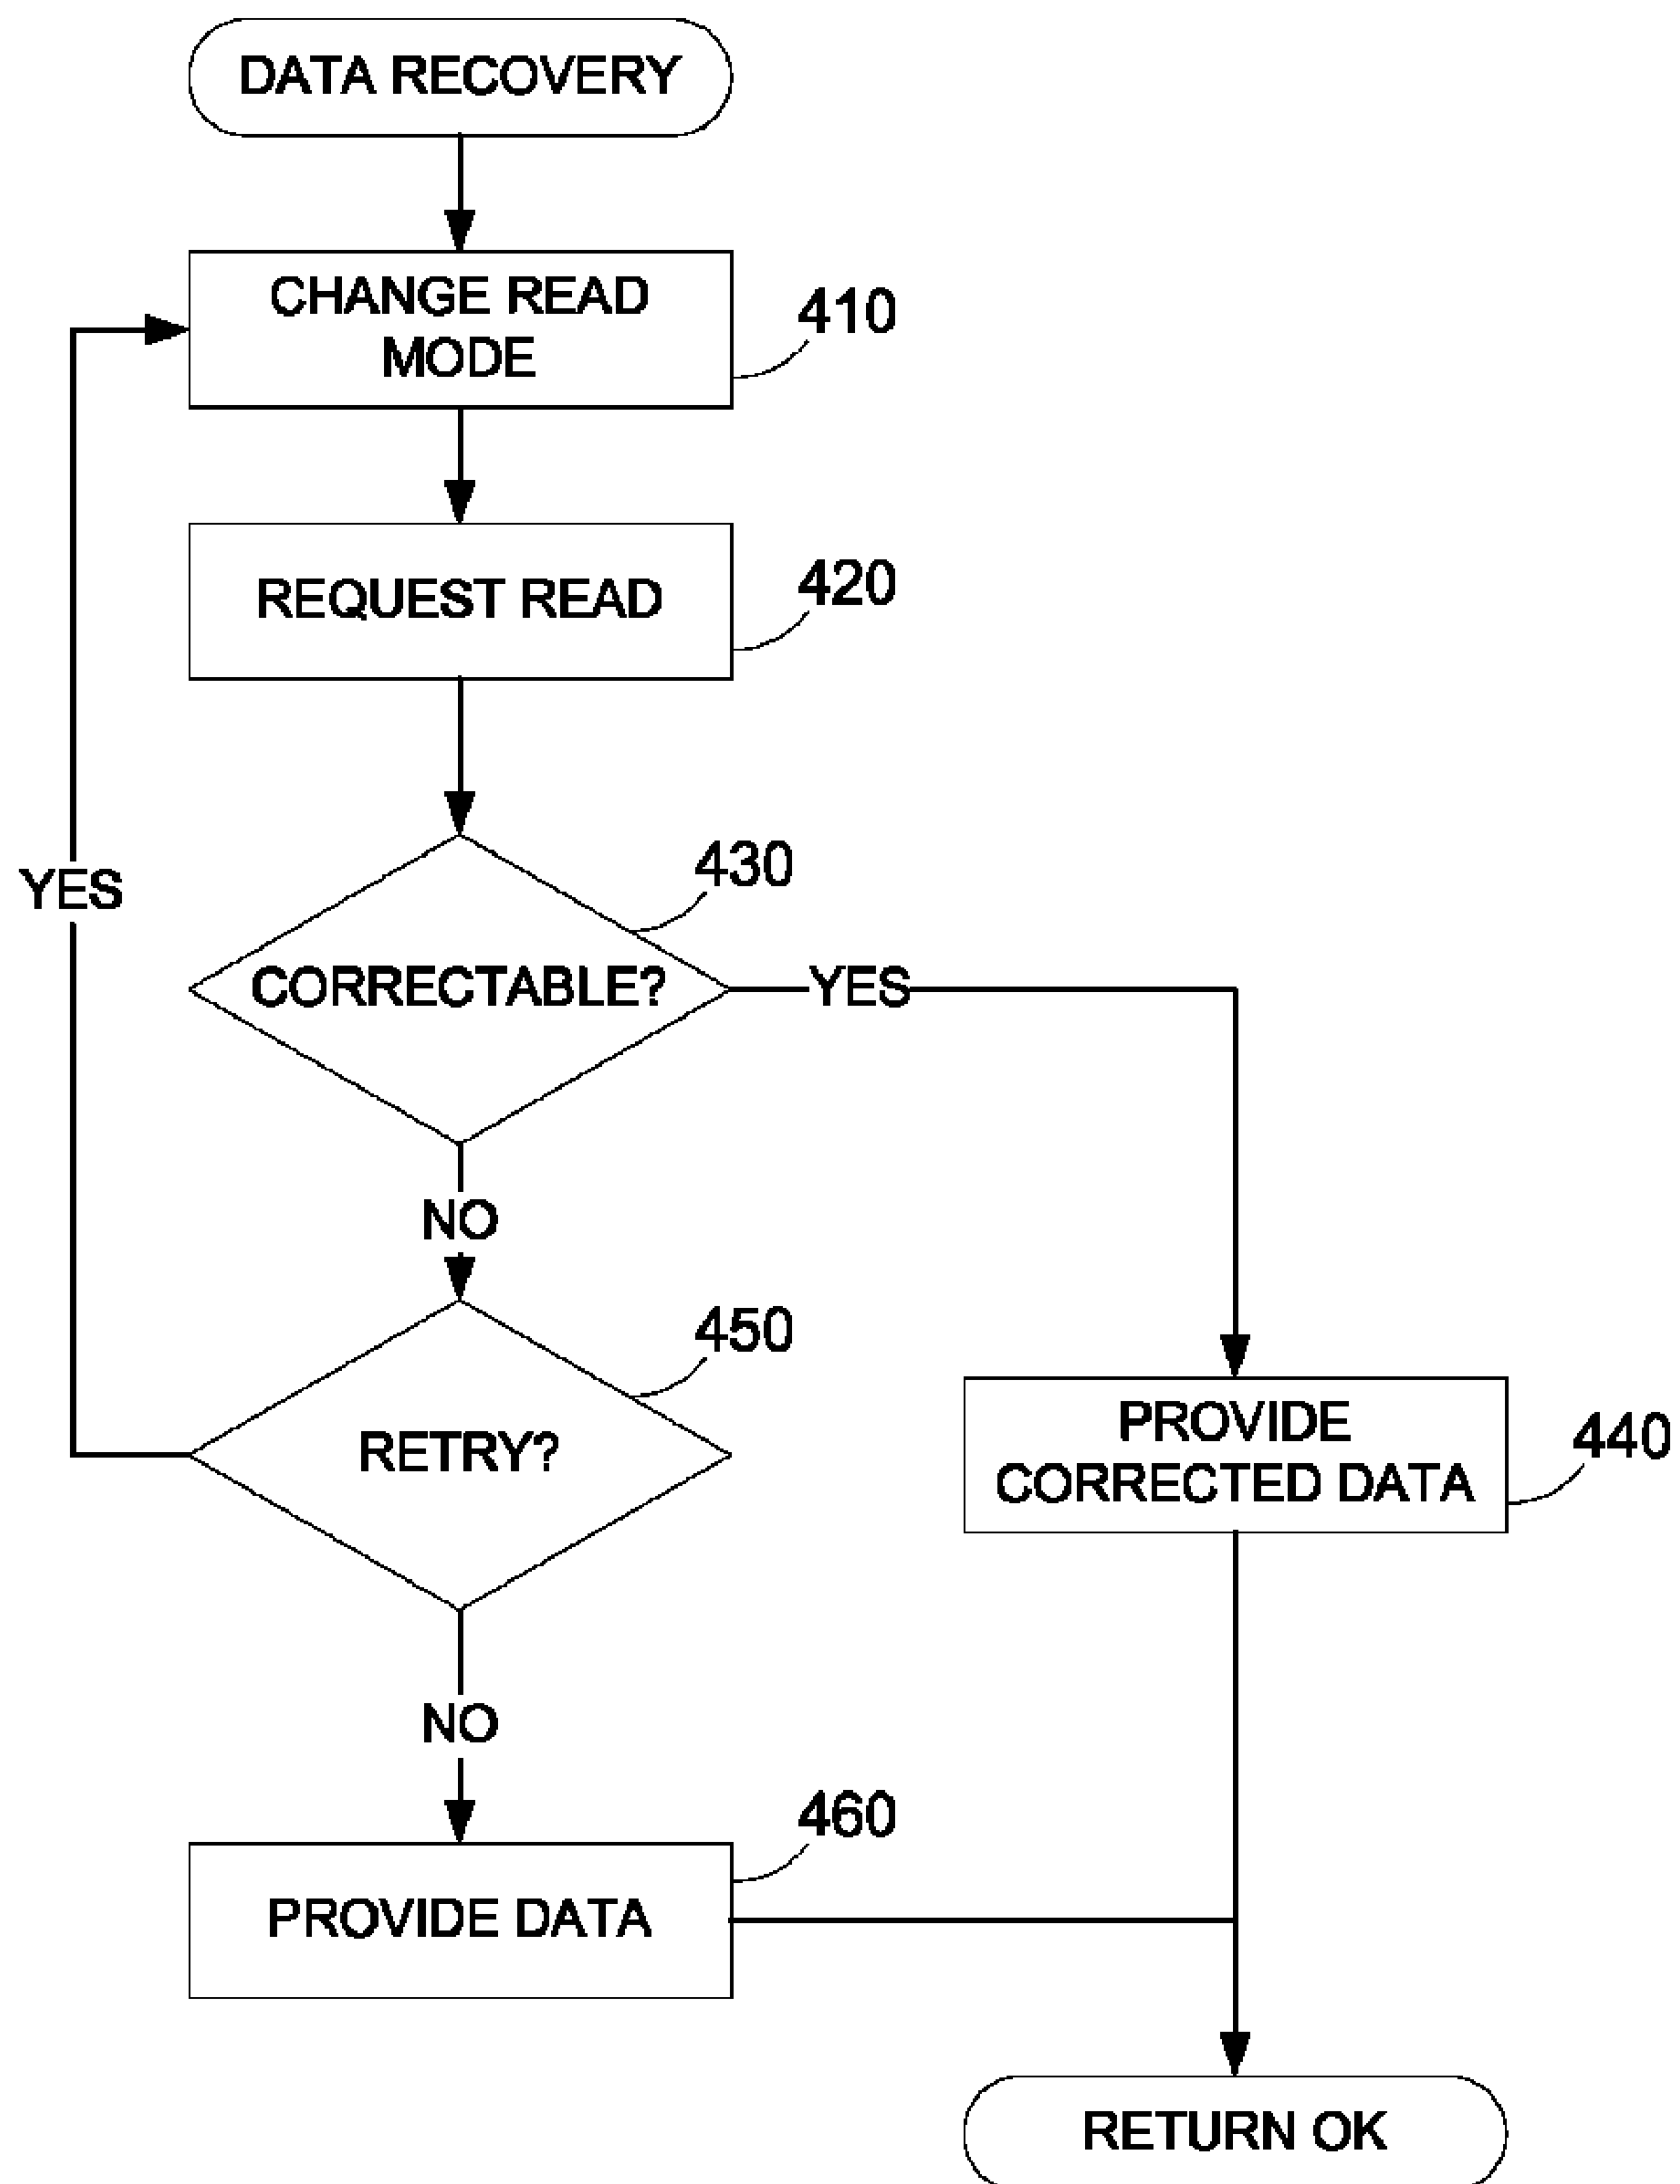 DATA RECOVERY
CHANGE READ
MODE
410
REQUEST READ
420
430
YES
CORRECTABLE?
YES
NO
450
RETRY?
PROVIDE
CORRECTED DATA
440
NO
460
PROVIDE DATA
RETURN OK